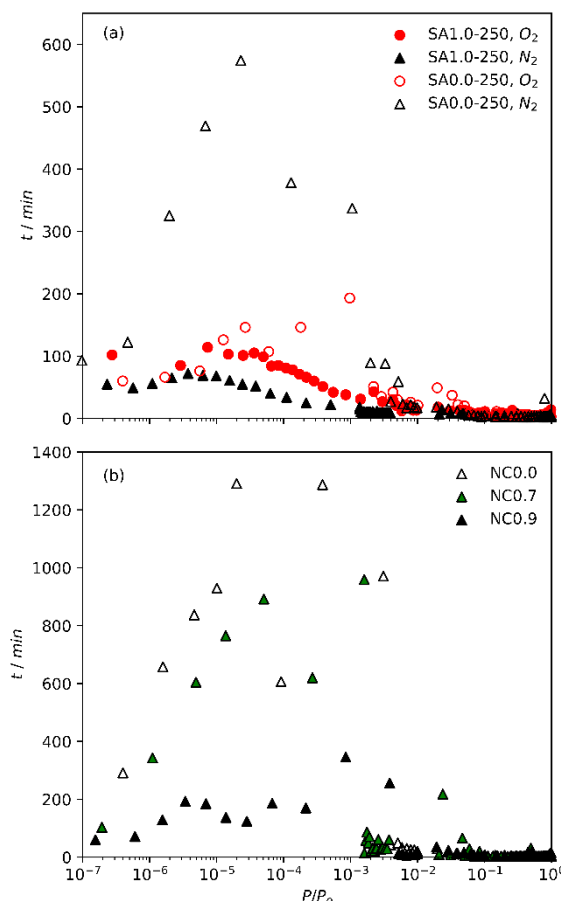 (a)
SA1.0-250, O₂
SA1.0-250, N₂
SA0.0-250, O₂
SA0.0-250, N₂
600
500
400
300
200
100
0
t / min
(b)
NC0.0
NC0.7
NC0.9
1400
1200
1000
800
600
400
200
0
t / min
10⁻⁷ 10⁻⁶ 10⁻⁵ 10⁻⁴ 10⁻³ 10⁻² 10⁻¹ 10⁰
P/P₀